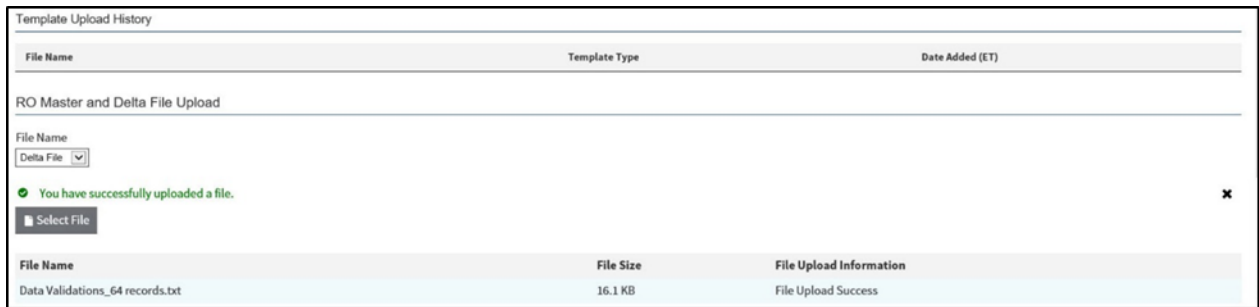 Template Upload History
File Name Template Type Date Added (ET)
RO Master and Delta File Upload
File Name
Delta File
You have successfully uploaded a file.
Select File
File Name File Size File Upload Information
Data Validations_64 records.txt 16.1 KB File Upload Success